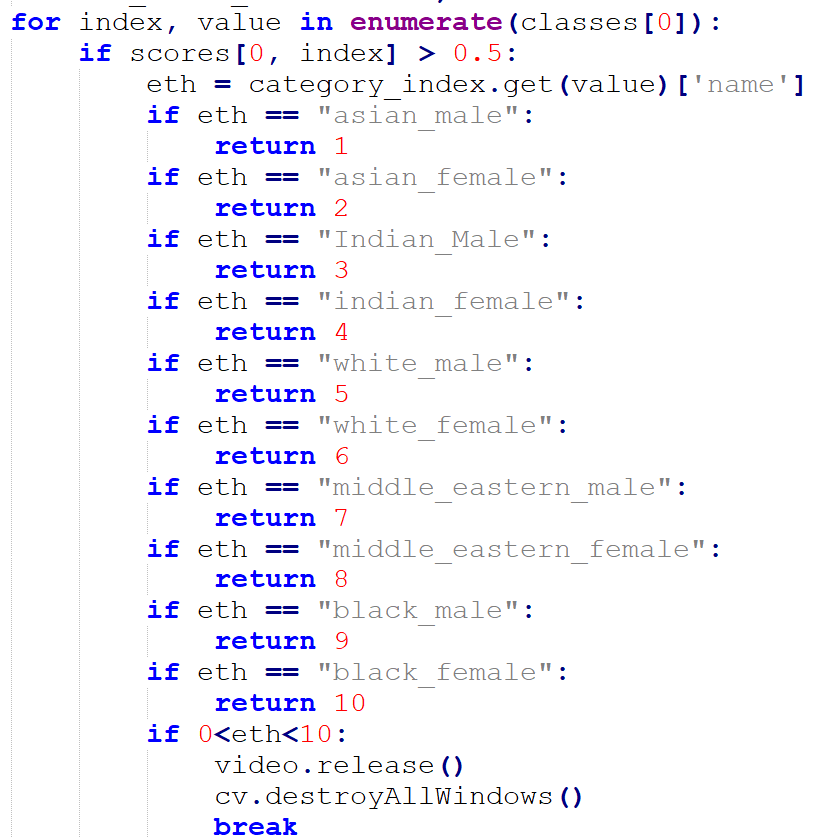 for index, value in enumerate(classes[0]):
if scores[0, index] > 0.5:
eth = category_index.get(value)['name']
if eth == "asian_male":
return 1
if eth == "asian_female":
return 2
if eth == "Indian_Male":
return 3
if eth == "indian_female":
return 4
if eth == "white_male":
return 5
if eth == "white_female":
return 6
if eth == "middle_eastern_male":
return 7
if eth == "middle_eastern_female":
return 8
if eth == "black_male":
return 9
if eth == "black_female":
return 10
if 0<eth<10:
video.release()
cv.destroyAllWindows()
break